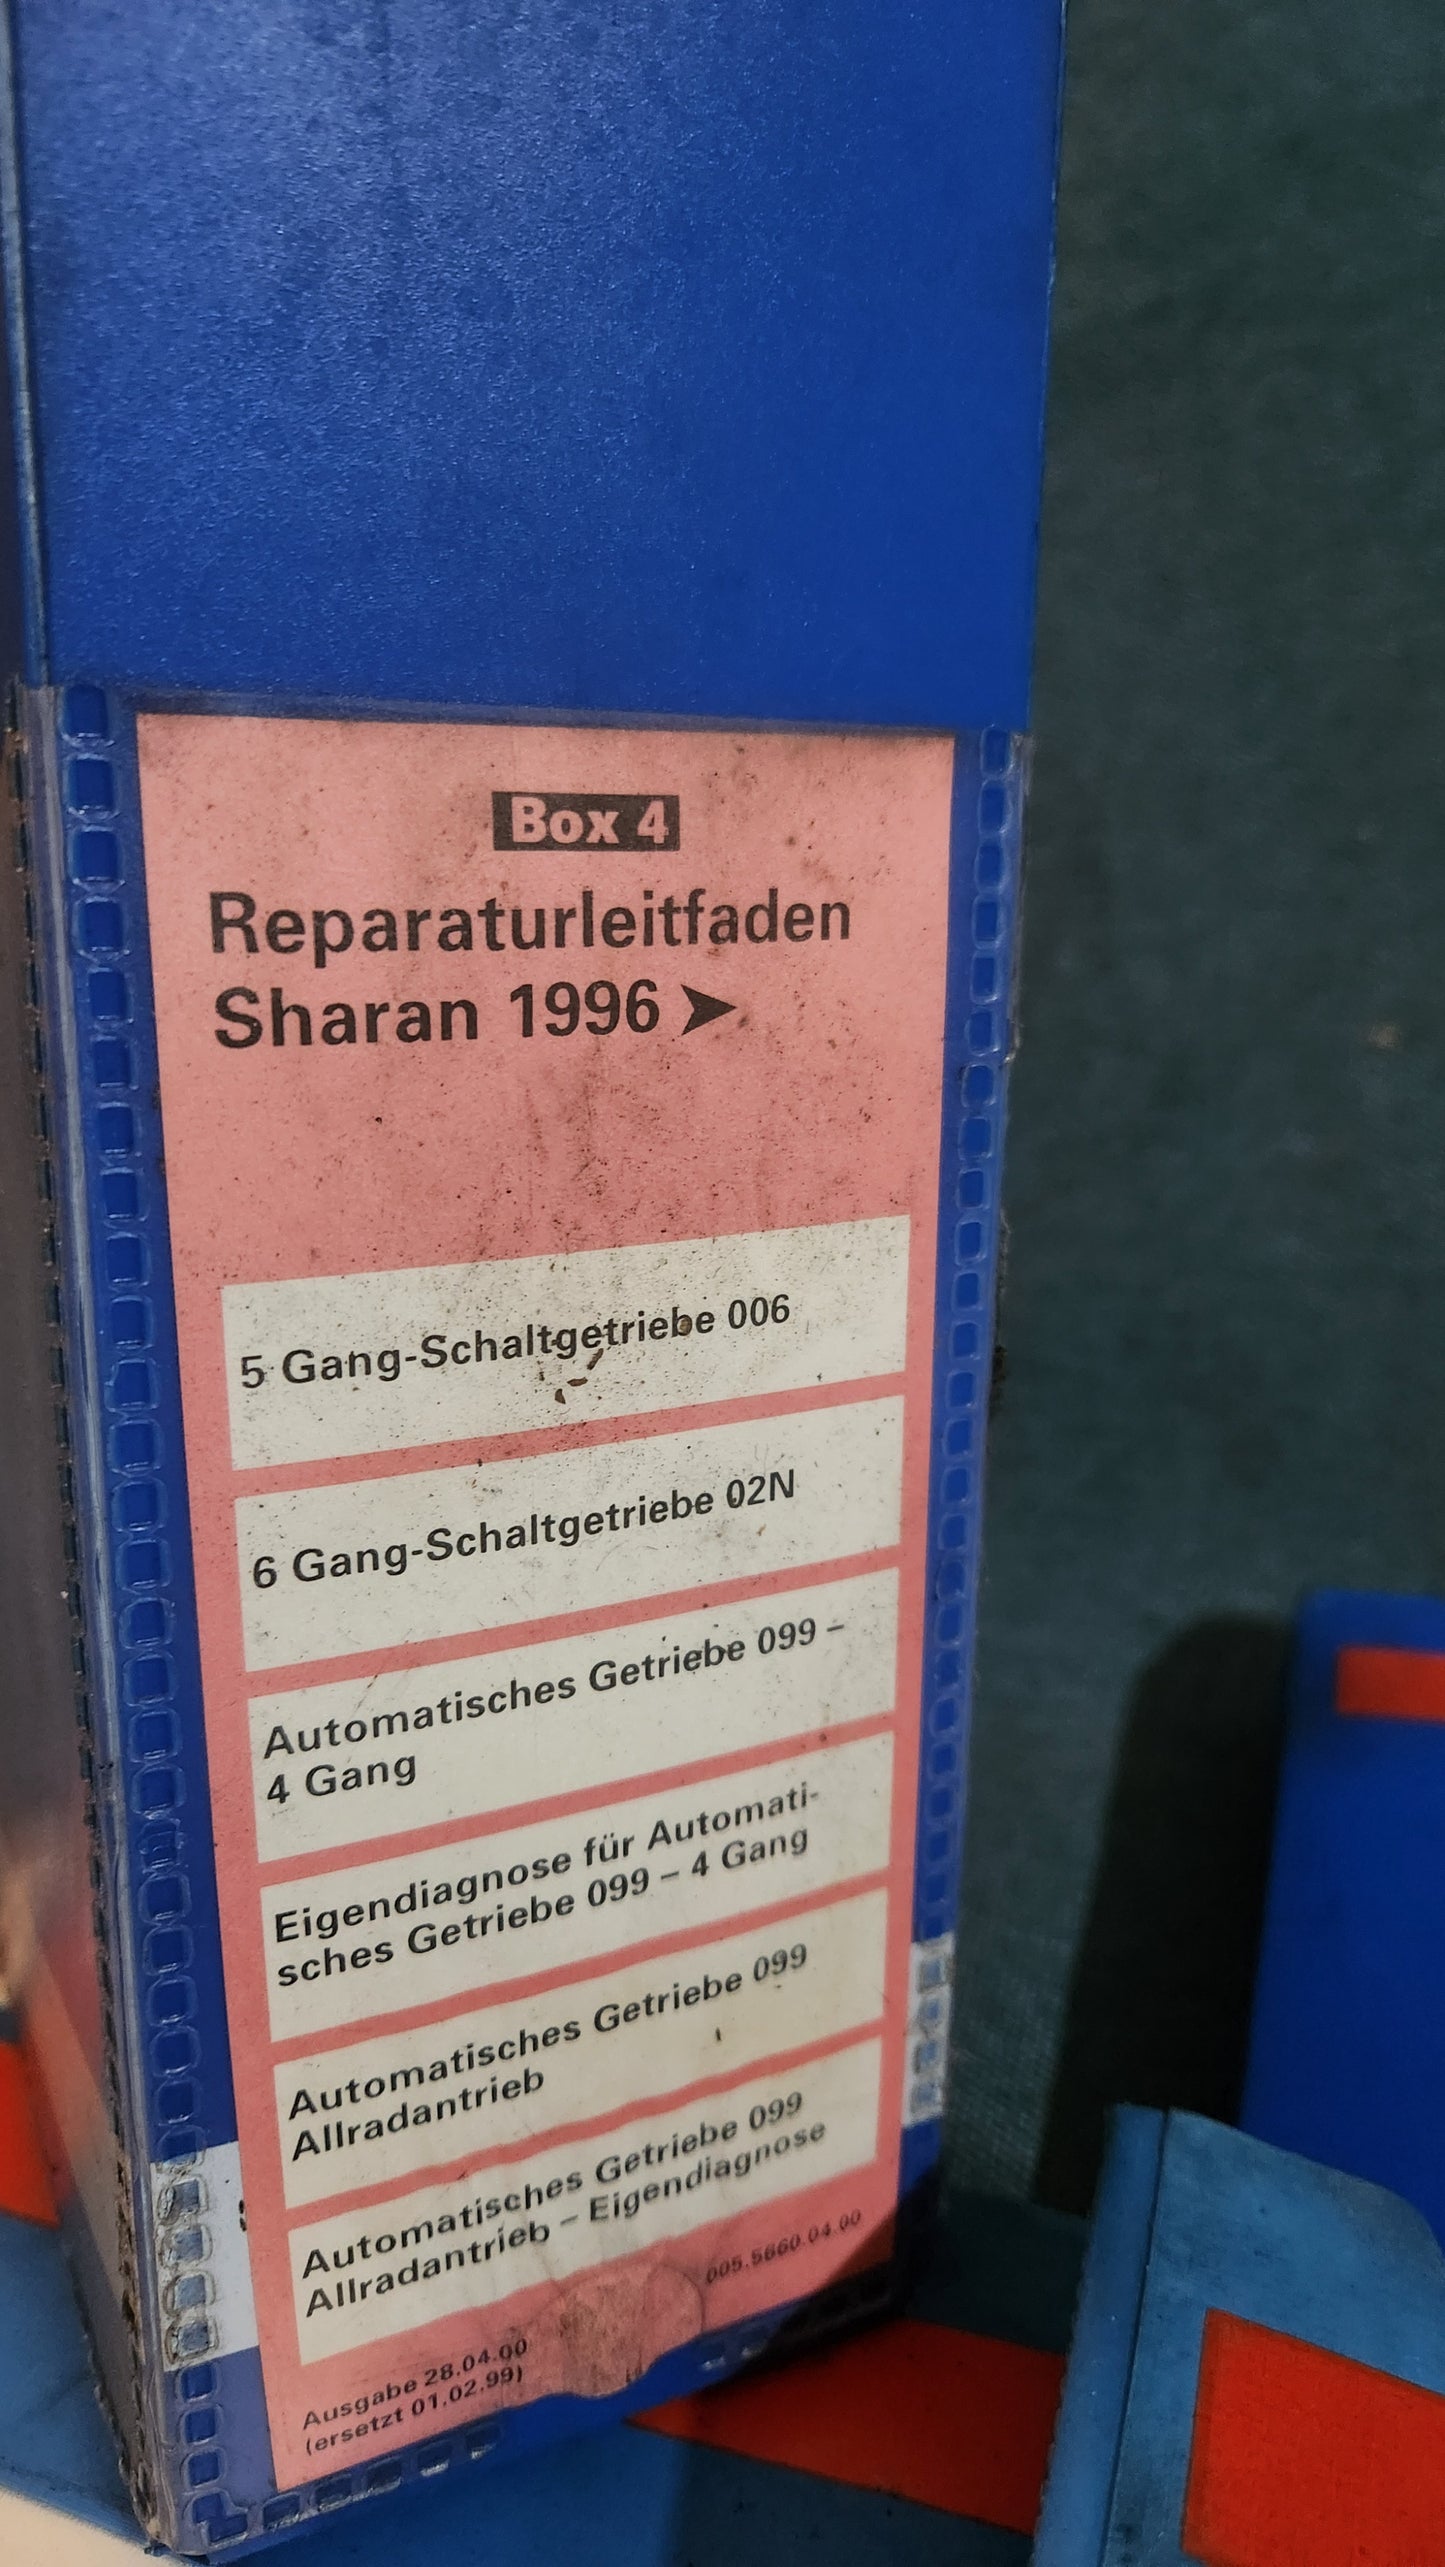 Box 4
Reparaturleitfaden
Sharan 1996 ➤
5 Gang-Schaltgetriebe 006
6 Gang-Schaltgetriebe 02N
Automatisches Getriebe 099 –
4 Gang
Eigendiagnose für Automati-
sches Getriebe 099 – 4 Gang
Automatisches Getriebe 099
Allradantrieb
Automatisches Getriebe 099
Allradantrieb – Eigendiagnose
Ausgabe 28.04.00
(ersetzt 01.02.99)
005.5660.04.00